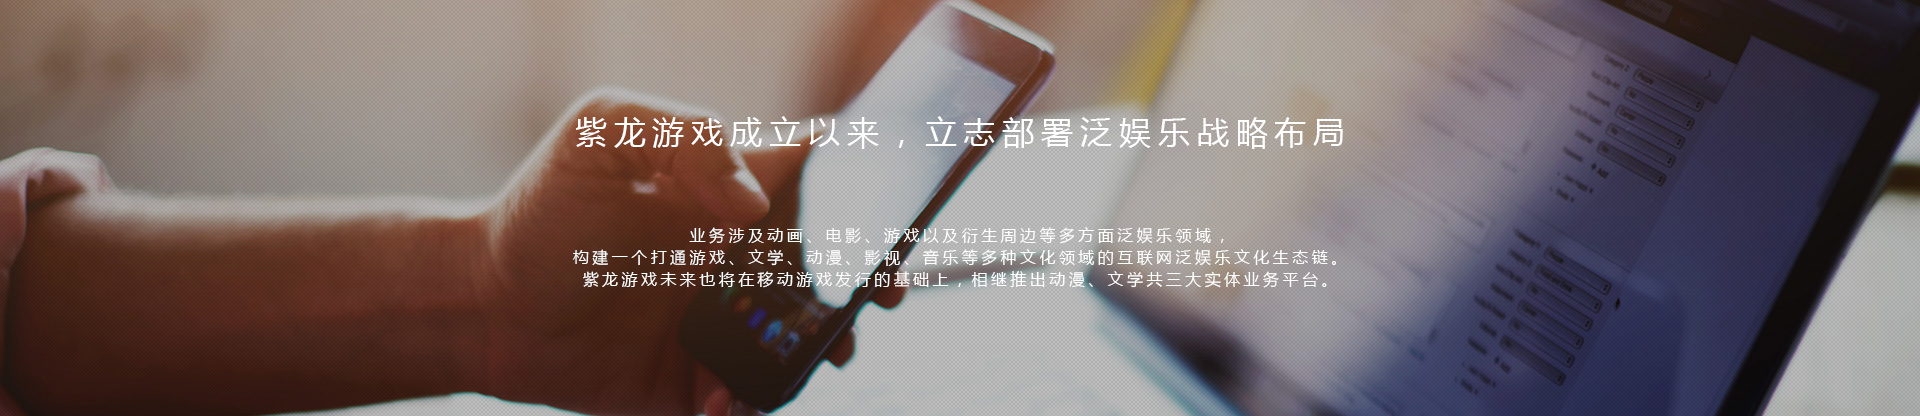 紫龙游戏成立以来，立志部署泛娱乐战略布局
业务涉及动画、电影、游戏以及衍生周边等多方面泛娱乐领域，
构建一个打通游戏、文学、动漫、影视、音乐等多种文化领域的互联网泛娱乐文化生态链。
紫龙游戏未来也将在移动游戏发行的基础上，相继推出动漫、文学共三大实体业务平台。